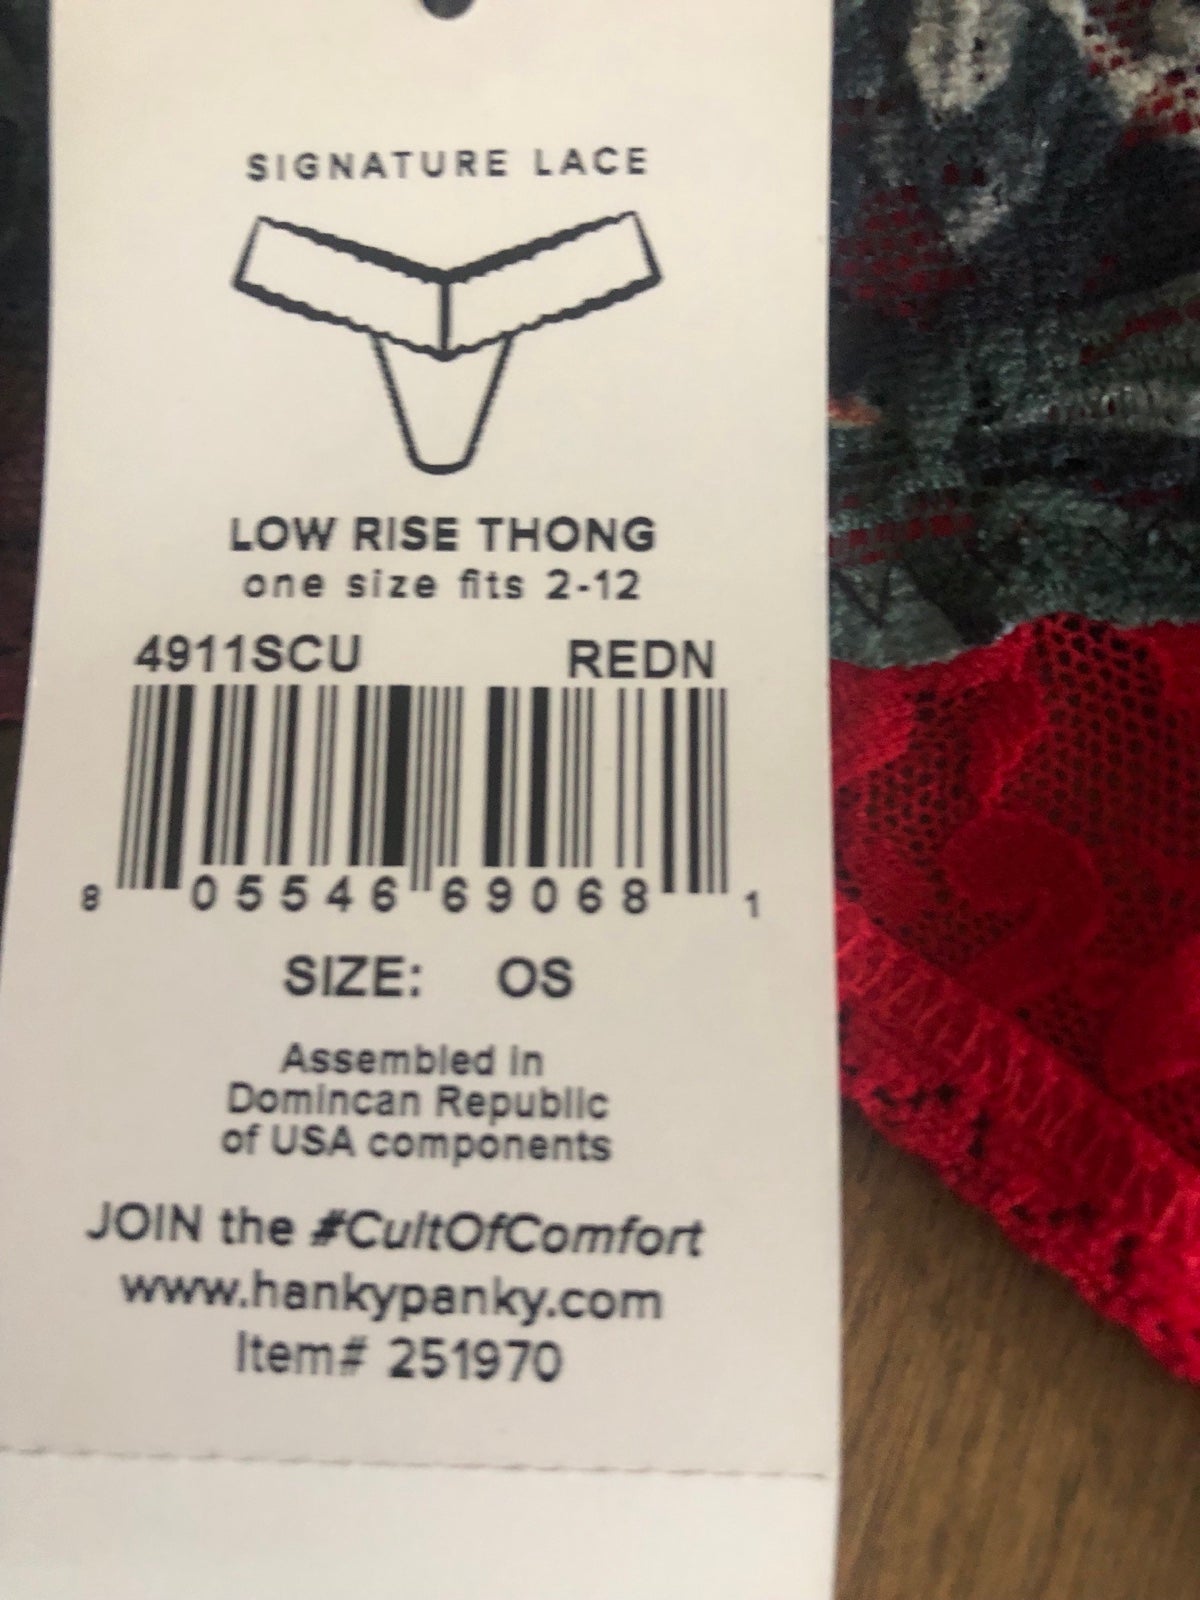 SIGNATURE LACE
LOW RISE THONG
one size fits 2-12
4911SCU REDN
8 05546 69068 1
SIZE: OS
Assembled in
Domincan Republic
of USA components
JOIN the #CultOfComfort
www.hankypanky.com
Item# 251970